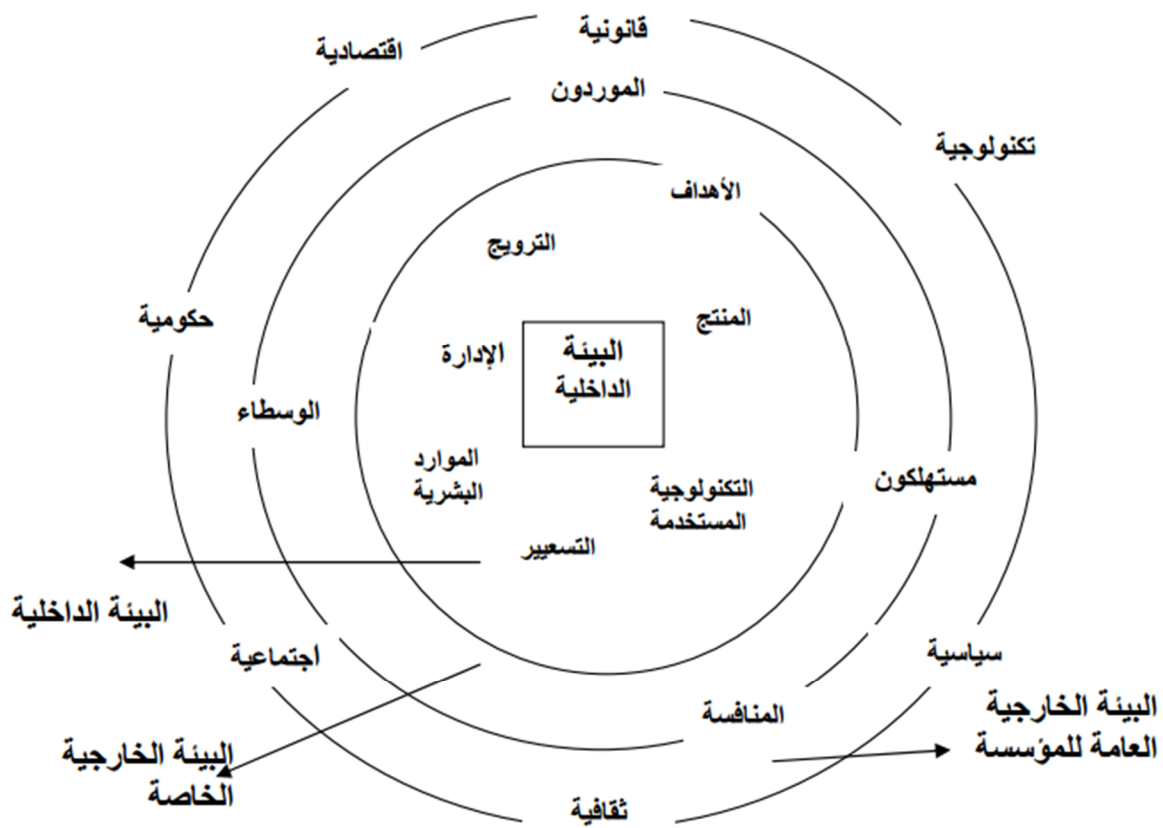 قانونية
اقتصادية
الموردون
تكنولوجية
الأهداف
الترويج
المنتج
حكومية
البيئة
الداخلية
الإدارة
الوسطاء
الموارد
البشرية
مستهلكون
التكنولوجية
المستخدمة
التسعيير
البيئة الداخلية
اجتماعية
سياسية
المنافسة
البيئة الخارجية
العامة للمؤسسة
البيئة الخارجية
الخاصة
ثقافية